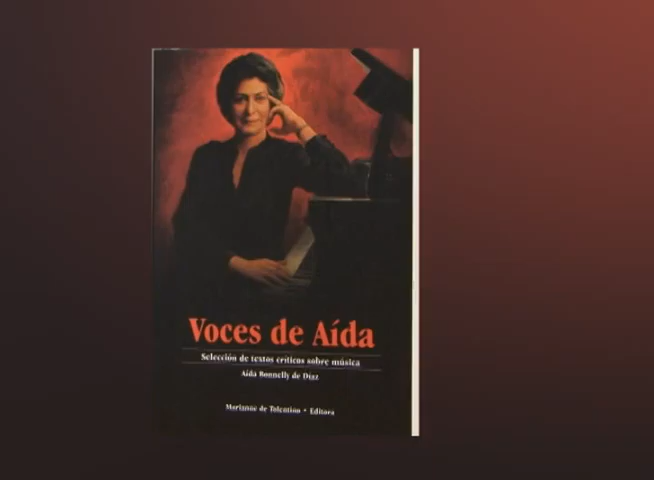 Voces de Aída
Selección de textos críticos sobre música
Aída Bonnelly de Díaz
Marianne de Tolentino • Editora